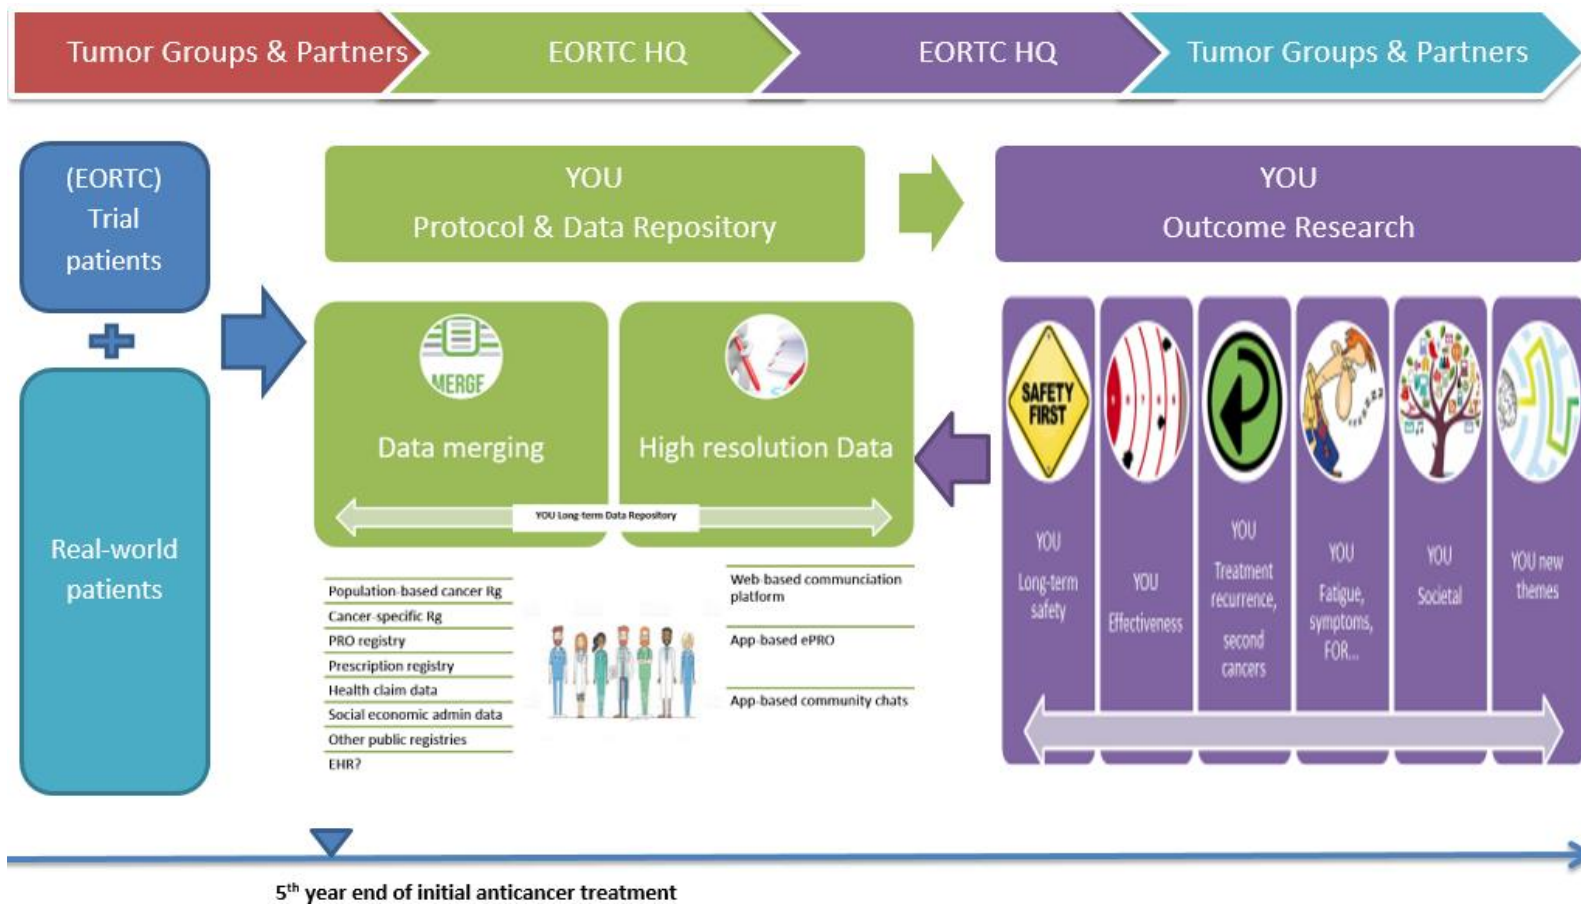 Tumor Groups & Partners
EORTC HQ
EORTC HQ
Tumor Groups & Partners
(EORTC)
Trial
patients
Real-world
patients
YOU
Protocol & Data Repository
MERGE
Data merging
High resolution Data
YOU Long-term Data Repository
Population-based cancer Rg
Cancer-specific Rg
PRO registry
Prescription registry
Health claim data
Social economic admin data
Other public registries
EHR?
Web-based communciation
platform
App-based ePRO
App-based community chats
YOU
Outcome Research
SAFETY
FIRST
YOU
Long-term
safety
YOU
Effectiveness
YOU
Treatment
recurrence,
second
cancers
YOU
Fatigue,
symptoms,
FOR...
YOU
Societal
YOU new
themes
5th year end of initial anticancer treatment